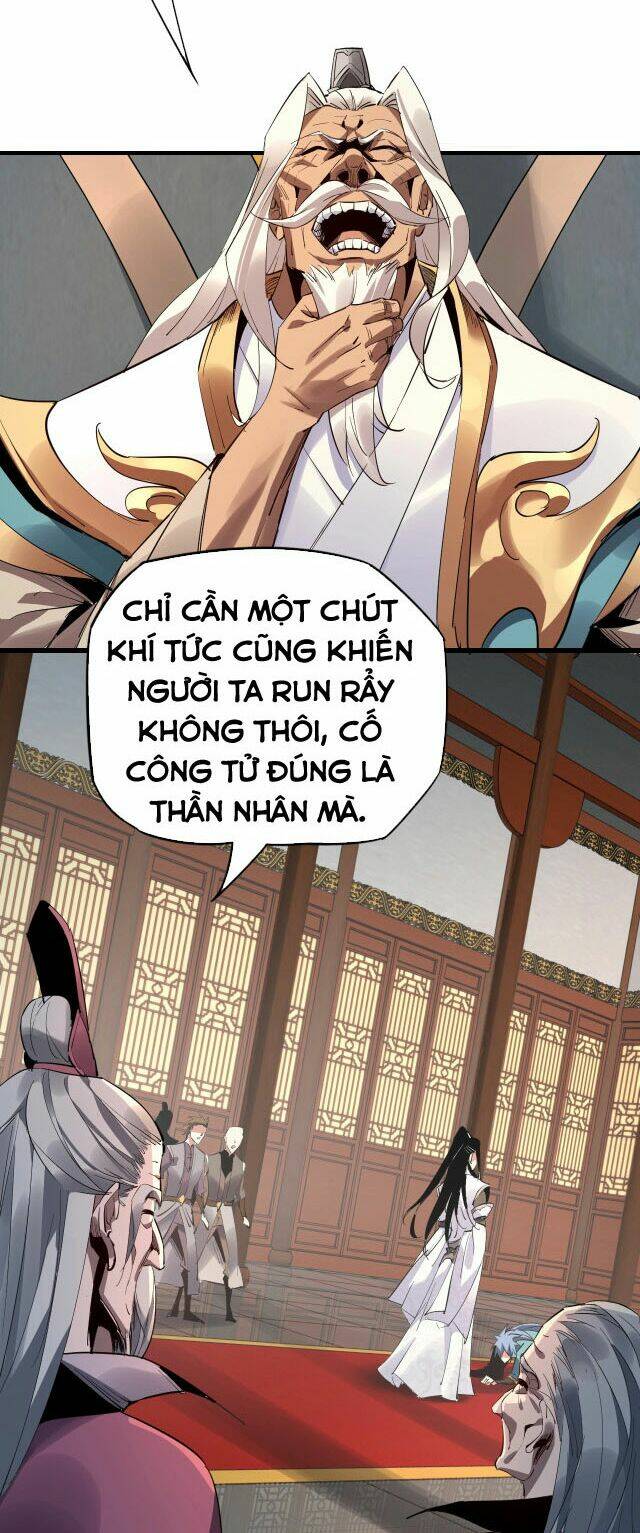 CHỈ CẦN MỘT CHÚT
KHÍ TỨC CŨNG KHIẾN
NGƯỜI TA RUN RẨY
KHÔNG THÔI, CỐ
CÔNG TỬ ĐÚNG LÀ
THẦN NHÂN MÀ.